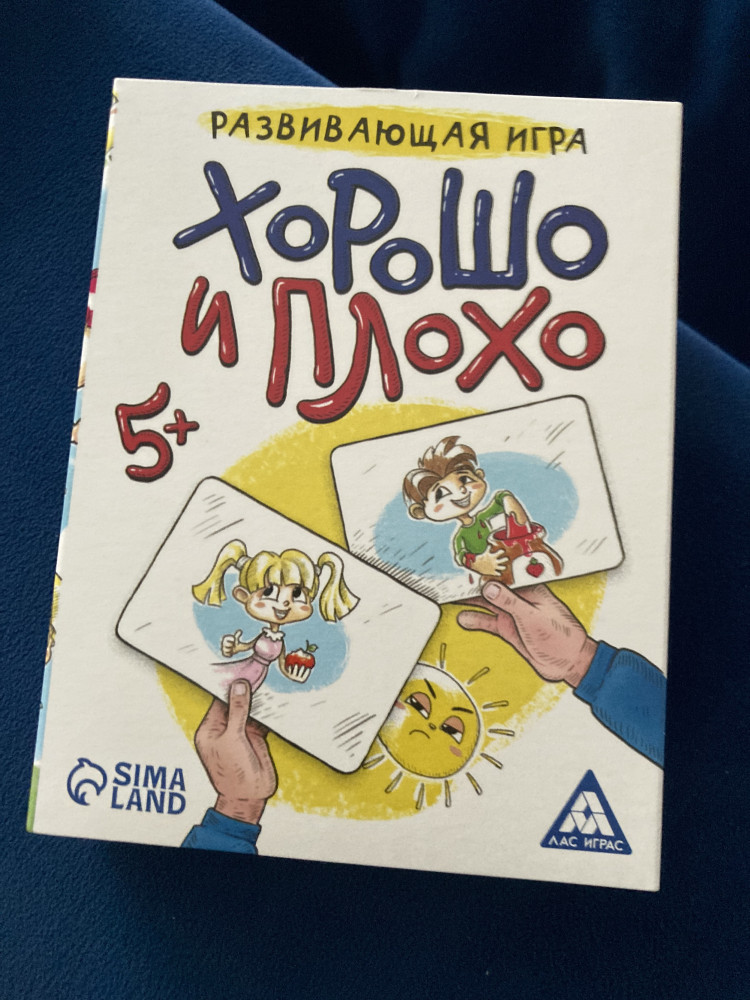 РАЗВИВАЮЩАЯ ИГРА
ХОРОШО
И ПЛОХО
5+
SIMA
LAND
ЛАС ИГРАС